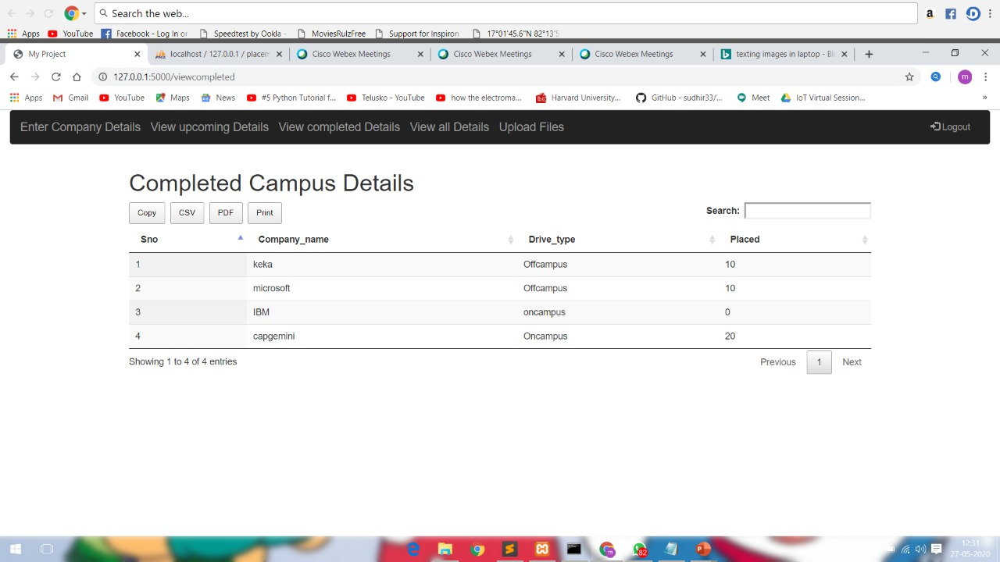 Search the web...
Apps YouTube Facebook - Log In or Speedtest by Ookla - MoviesRulzFree Support for Inspiron 17°01'45.6"N 82°13'5
My Project localhost / 127.0.0.1 / placem Cisco Webex Meetings Cisco Webex Meetings Cisco Webex Meetings texting images in laptop - Bi
127.0.0.1:5000/viewcompleted m
Apps Gmail YouTube Maps News #5 Python Tutorial f... Telusko - YouTube how the electroma... Harvard University... GitHub - sudhir33/... Meet IoT Virtual Session... »
Enter Company Details View upcoming Details View completed Details View all Details Upload Files Logout
Completed Campus Details
Copy CSV PDF Print Search:
Sno Company_name Drive_type Placed
1 keka Offcampus 10
2 microsoft Offcampus 10
3 IBM oncampus 0
4 capgemini Oncampus 20
Showing 1 to 4 of 4 entries Previous 1 Next
82 12:31
27-05-2020